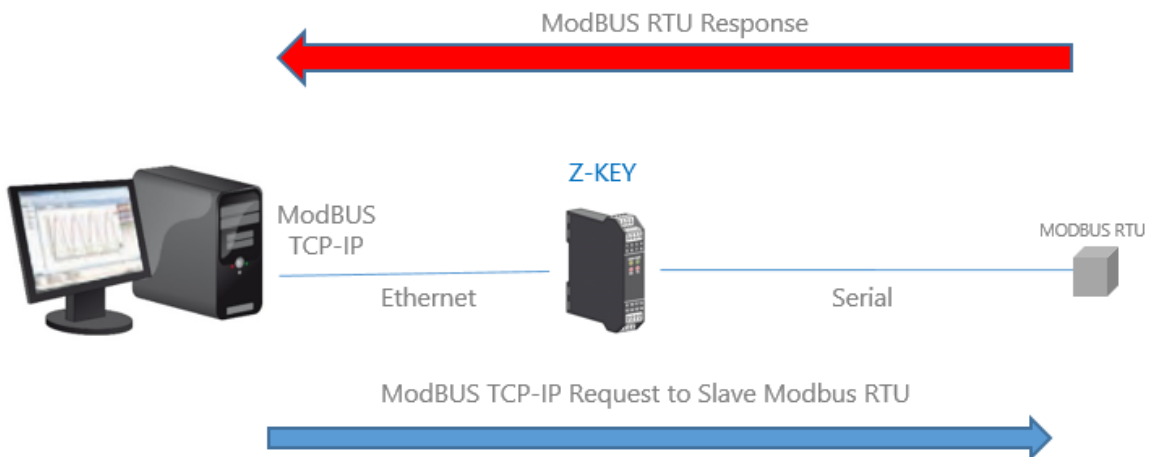 ModBUS RTU Response
Z-KEY
ModBUS
TCP-IP
MODBUS RTU
Ethernet
Serial
ModBUS TCP-IP Request to Slave Modbus RTU